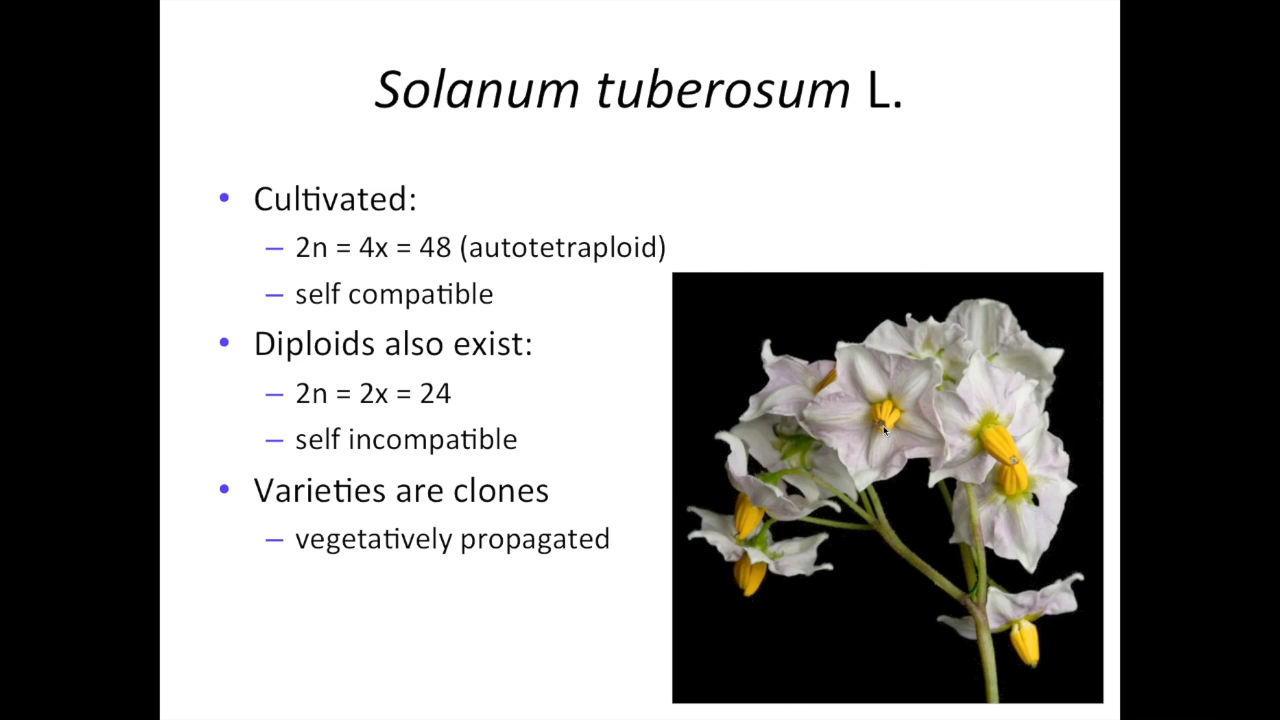 Solanum tuberosum L.
• Cultivated:
– 2n = 4x = 48 (autotetraploid)
– self compatible
• Diploids also exist:
– 2n = 2x = 24
– self incompatible
• Varieties are clones
– vegetatively propagated